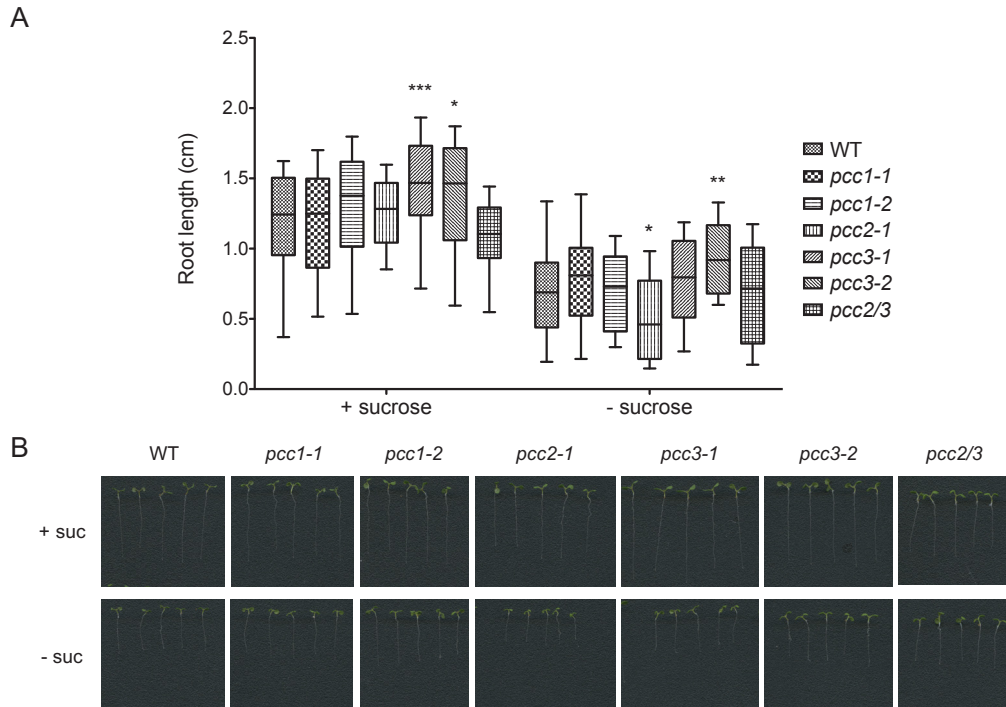 A
Root length (cm)
2.5
2.0
1.5
1.0
0.5
0.0
***
*
*
**
+ sucrose
- sucrose
WT
pcc1-1
pcc1-2
pcc2-1
pcc3-1
pcc3-2
pcc2/3
B
WT pcc1-1 pcc1-2 pcc2-1 pcc3-1 pcc3-2 pcc2/3
+ suc
- suc